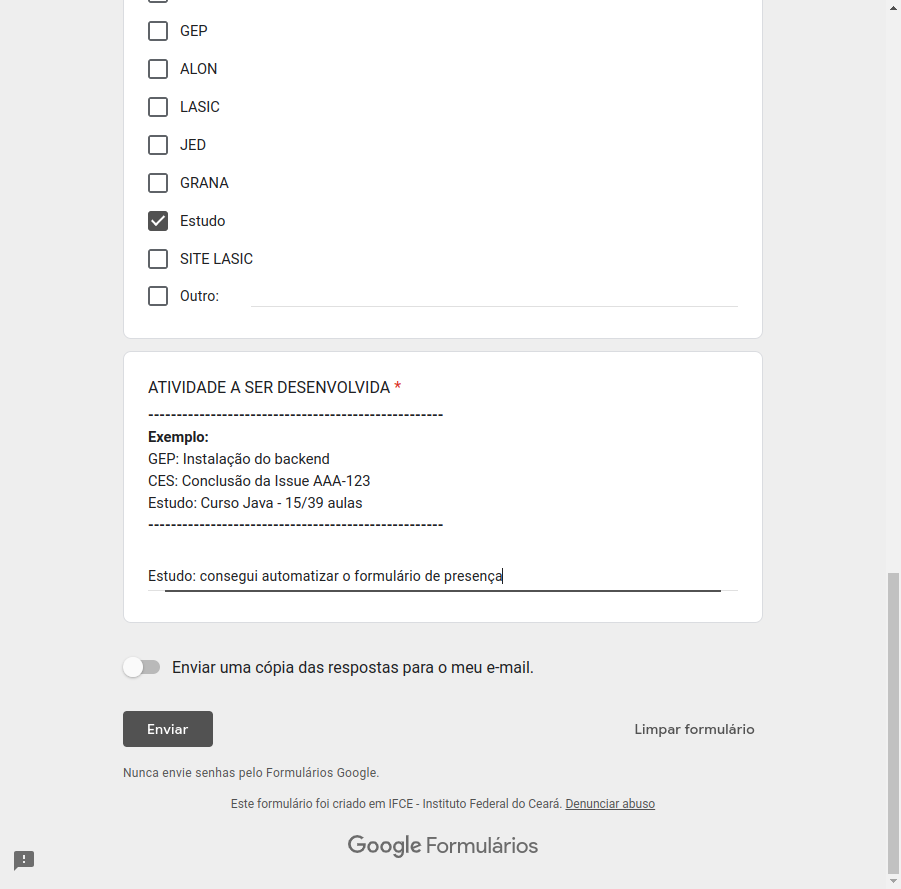 GEP
ALON
LASIC
JED
GRANA
Estudo
SITE LASIC
Outro:
ATIVIDADE A SER DESENVOLVIDA *
----------------------------------------------------
Exemplo:
GEP: Instalação do backend
CES: Conclusão da Issue AAA-123
Estudo: Curso Java - 15/39 aulas
----------------------------------------------------
Estudo: consegui automatizar o formulário de presença
Enviar uma cópia das respostas para o meu e-mail.
Enviar
Limpar formulário
Nunca envie senhas pelo Formulários Google.
Este formulário foi criado em IFCE - Instituto Federal do Ceará. Denunciar abuso
Google Formulários